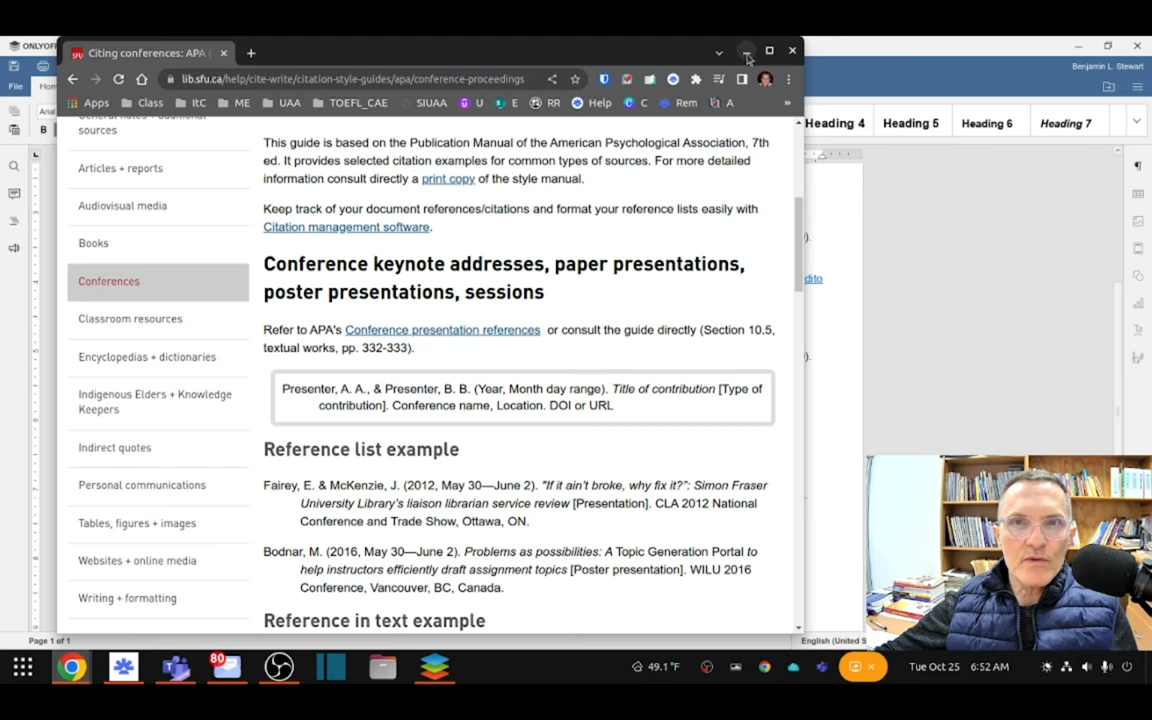 ONLYOF
Citing conferences: APA
Benjamin L. Stewart
lib.sfu.ca/help/cite-write/citation-style-guides/apa/conference-proceedings
File
Hom
Apps
Class
ItC
ME
UAA
TOEFL_CAE
SIUAA
U
E
RR
Help
C
Rem
A
»
Arial
B
Heading 4
Heading 5
Heading 6
Heading 7
General notes + additional
sources
Articles + reports
Audiovisual media
Books
Conferences
Classroom resources
Encyclopedias + dictionaries
Indigenous Elders + Knowledge
Keepers
Indirect quotes
Personal communications
Tables, figures + images
Websites + online media
Writing + formatting
This guide is based on the Publication Manual of the American Psychological Association, 7th
ed. It provides selected citation examples for common types of sources. For more detailed
information consult directly a print copy of the style manual.
Keep track of your document references/citations and format your reference lists easily with
Citation management software.
Conference keynote addresses, paper presentations,
poster presentations, sessions
Refer to APA's Conference presentation references or consult the guide directly (Section 10.5,
textual works, pp. 332-333).
Presenter, A. A., & Presenter, B. B. (Year, Month day range). Title of contribution [Type of
contribution]. Conference name, Location. DOI or URL
Reference list example
Fairey, E. & McKenzie, J. (2012, May 30—June 2). "If it ain't broke, why fix it?": Simon Fraser
University Library's liaison librarian service review [Presentation]. CLA 2012 National
Conference and Trade Show, Ottawa, ON.
Bodnar, M. (2016, May 30—June 2). Problems as possibilities: A Topic Generation Portal to
help instructors efficiently draft assignment topics [Poster presentation]. WILU 2016
Conference, Vancouver, BC, Canada.
Reference in text example
).
dito
).
Page 1 of 1
English (United S
80
49.1°F
Tue Oct 25
6:52 AM